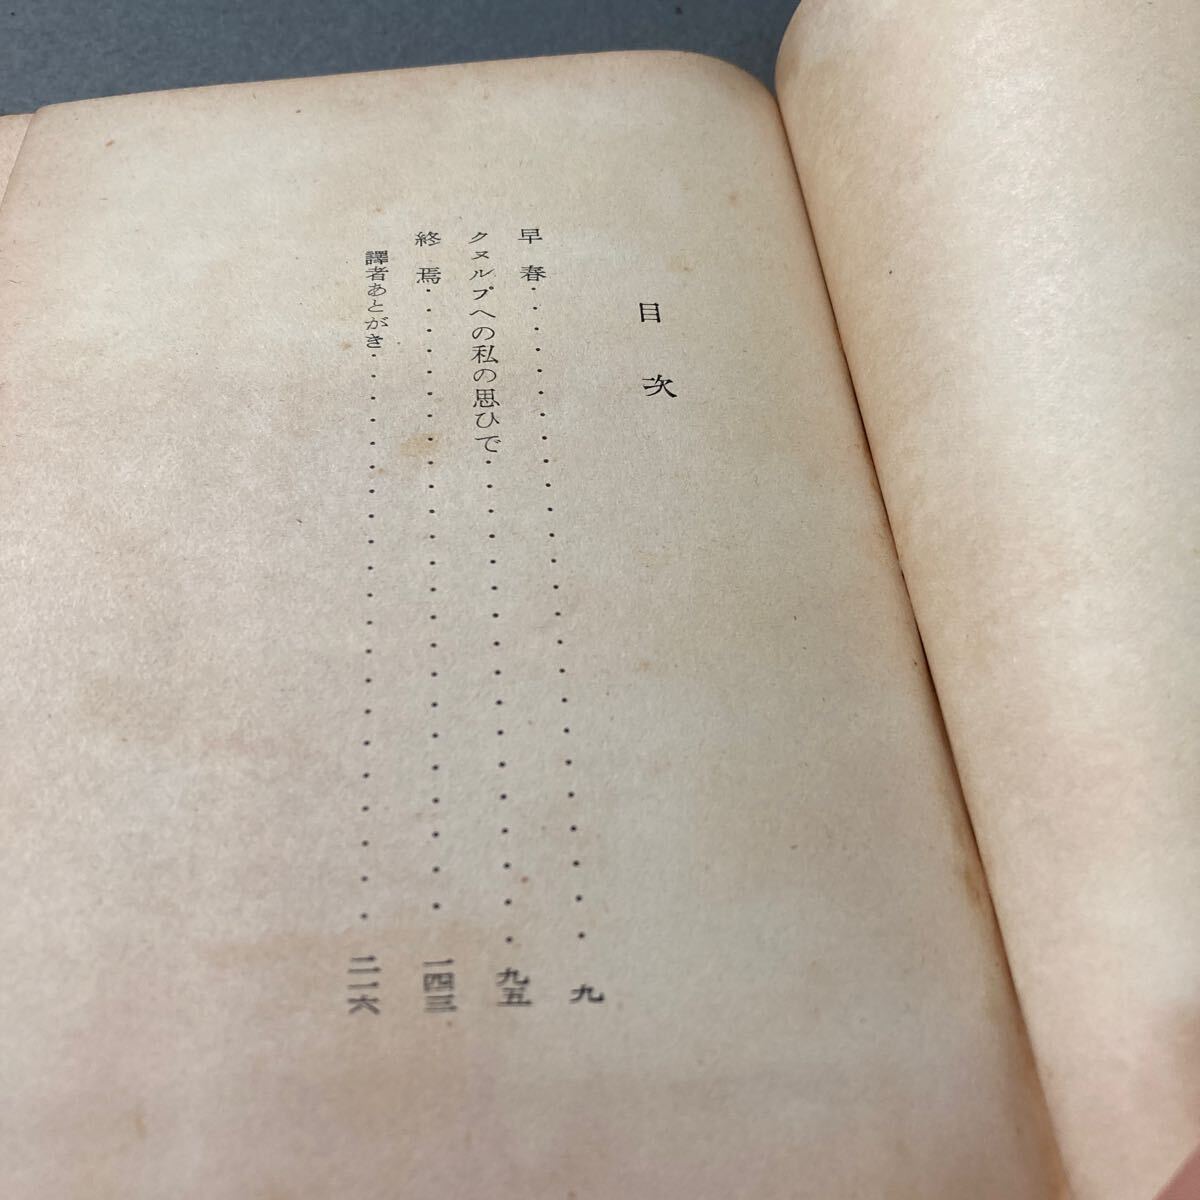 目次
早春‥‥‥‥‥‥‥‥九
クヌルプへの私の思ひで‥‥‥‥‥‥‥‥九五
終焉‥‥‥‥‥‥‥‥一四三
譯者あとがき‥‥‥‥‥‥‥‥二一六